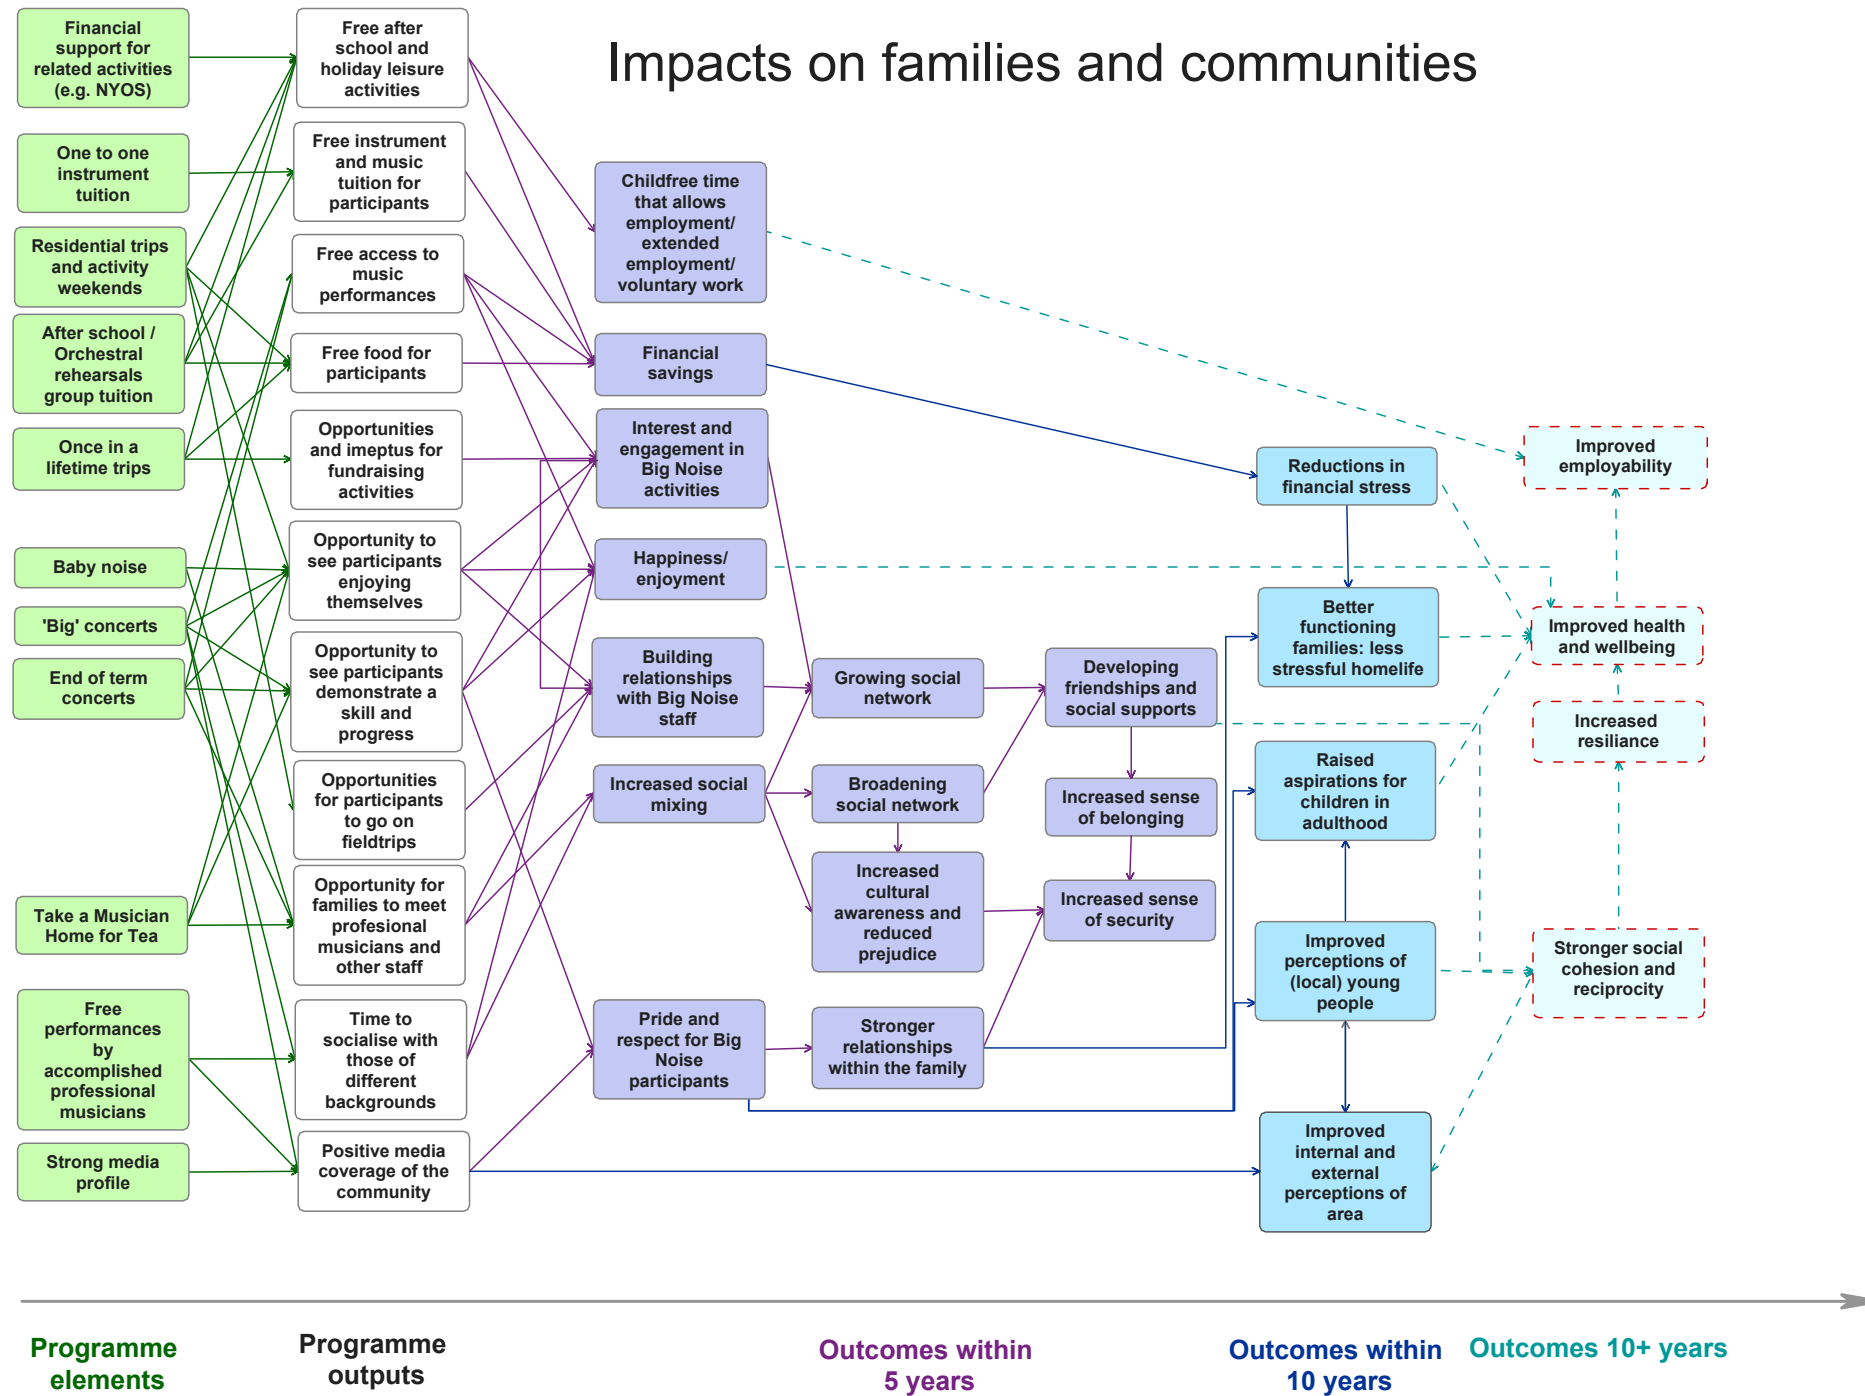 Impacts on families and communities
Financial
support for
related activities
(e.g. NYOS)
One to one
instrument
tuition
Residential trips
and activity
weekends
After school /
Orchestral
rehearsals
group tuition
Once in a
lifetime trips
Baby noise
'Big' concerts
End of term
concerts
Take a Musician
Home for Tea
Free
performances
by
accomplished
professional
musicians
Strong media
profile
Free after
school and
holiday leisure
activities
Free instrument
and music
tuition for
participants
Free access to
music
performances
Free food for
participants
Opportunities
and imeptus for
fundraising
activities
Opportunity to
see participants
enjoying
themselves
Opportunity to
see participants
demonstrate a
skill and
progress
Opportunities
for participants
to go on
fieldtrips
Opportunity for
families to meet
profesional
musicians and
other staff
Time to
socialise with
those of
different
backgrounds
Positive media
coverage of the
community
Childfree time
that allows
employment/
extended
employment/
voluntary work
Financial
savings
Interest and
engagement in
Big Noise
activities
Happiness/
enjoyment
Building
relationships
with Big Noise
staff
Increased social
mixing
Pride and
respect for Big
Noise
participants
Growing social
network
Broadening
social network
Increased
cultural
awareness and
reduced
prejudice
Stronger
relationships
within the family
Developing
friendships and
social supports
Increased sense
of belonging
Increased sense
of security
Reductions in
financial stress
Better
functioning
families: less
stressful homelife
Raised
aspirations for
children in
adulthood
Improved
perceptions of
(local) young
people
Improved
internal and
external
perceptions of
area
Improved
employability
Improved health
and wellbeing
Increased
resiliance
Stronger social
cohesion and
reciprocity
Programme
elements
Programme
outputs
Outcomes within
5 years
Outcomes within
10 years
Outcomes 10+ years